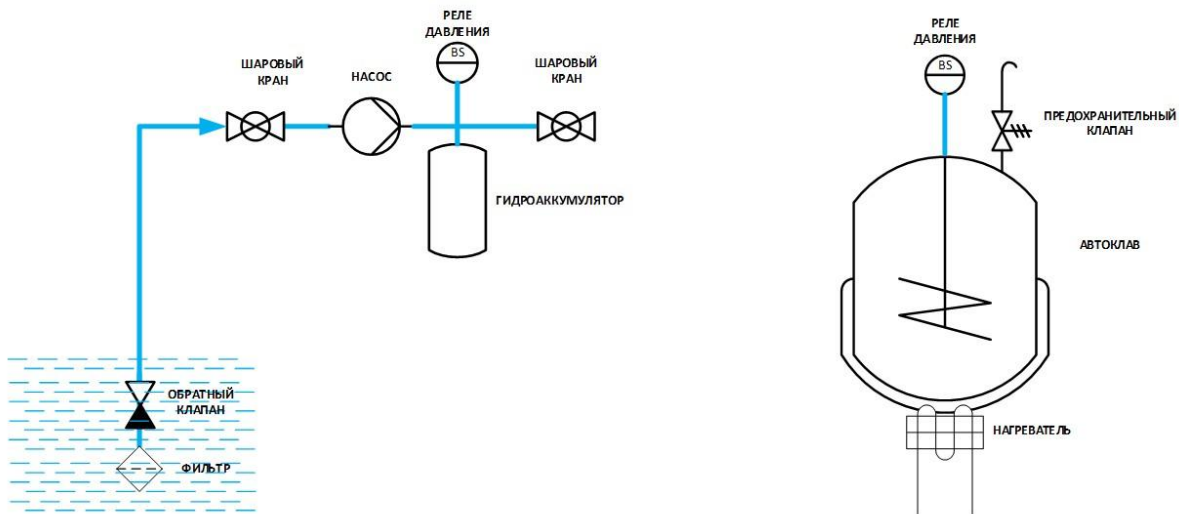 РЕЛЕ
ДАВЛЕНИЯ
BS
ШАРОВЫЙ
КРАН
НАСОС
ШАРОВЫЙ
КРАН
ГИДРОАККУМУЛЯТОР
ОБРАТНЫЙ
КЛАПАН
ФИЛЬТР
РЕЛЕ
ДАВЛЕНИЯ
BS
ПРЕДОХРАНИТЕЛЬНЫЙ
КЛАПАН
АВТОКЛАВ
НАГРЕВАТЕЛЬ